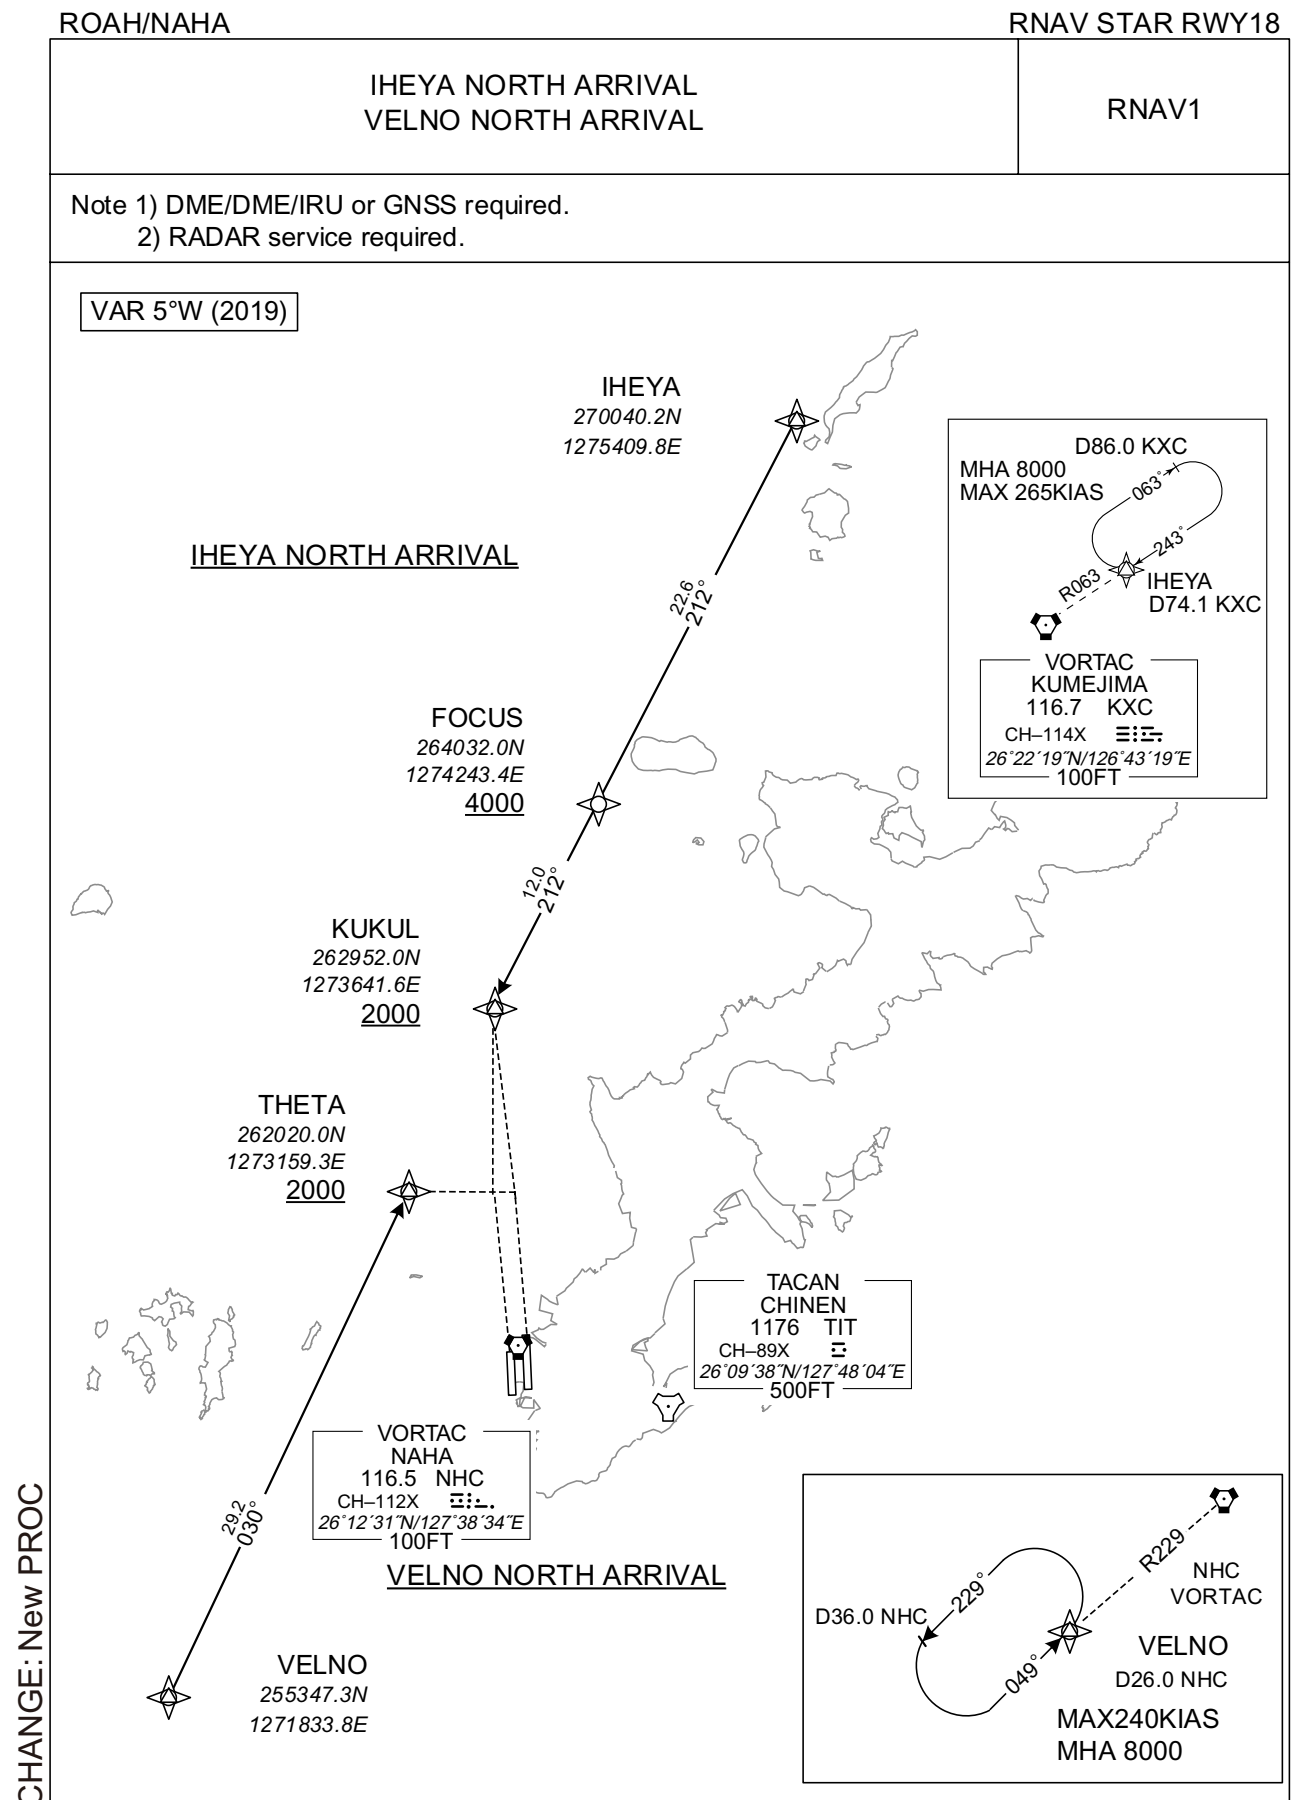 ROAH/NAHA
RNAV STAR RWY18
IHEYA NORTH ARRIVAL
VELNO NORTH ARRIVAL
RNAV1
Note 1) DME/DME/IRU or GNSS required.
2) RADAR service required.
VAR 5°W (2019)
IHEYA
270040.2N
1275409.8E
IHEYA NORTH ARRIVAL
22.6
212°
D86.0 KXC
MHA 8000
MAX 265KIAS
063°
243°
R063
IHEYA
D74.1 KXC
VORTAC
KUMEJIMA
116.7 KXC
CH–114X
26°22´19˝N/126°43´19˝E
100FT
FOCUS
264032.0N
1274243.4E
4000
12.0
212°
KUKUL
262952.0N
1273641.6E
2000
THETA
262020.0N
1273159.3E
2000
TACAN
CHINEN
1176 TIT
CH–89X
26°09´38˝N/127°48´04˝E
500FT
VORTAC
NAHA
116.5 NHC
CH–112X
26°12´31˝N/127°38´34˝E
100FT
29.2
030°
VELNO NORTH ARRIVAL
VELNO
255347.3N
1271833.8E
R229
NHC
VORTAC
229°
D36.0 NHC
049°
VELNO
D26.0 NHC
MAX240KIAS
MHA 8000
CHANGE: New PROC